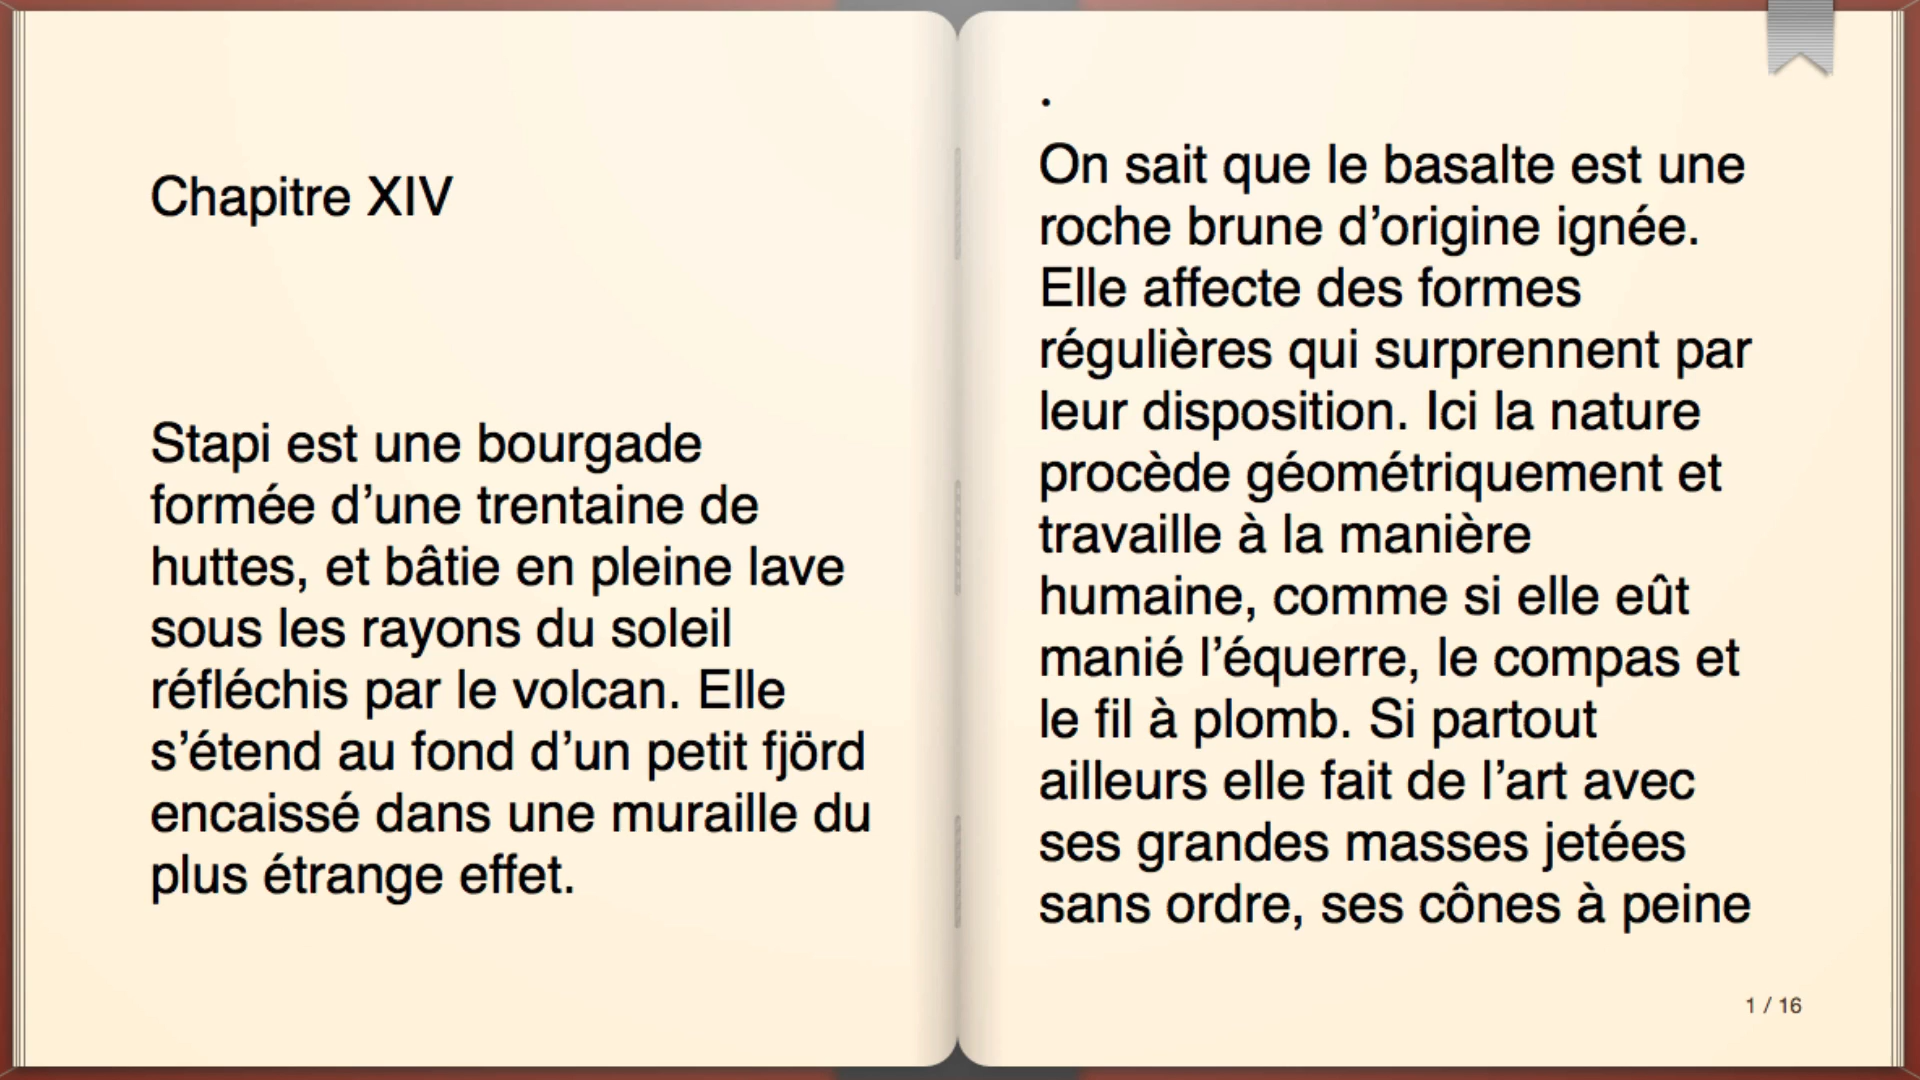 Chapitre XIV
Stapi est une bourgade
formée d’une trentaine de
huttes, et bâtie en pleine lave
sous les rayons du soleil
réfléchis par le volcan. Elle
s’étend au fond d’un petit fjörd
encaissé dans une muraille du
plus étrange effet.
.
On sait que le basalte est une
roche brune d’origine ignée.
Elle affecte des formes
régulières qui surprennent par
leur disposition. Ici la nature
procède géométriquement et
travaille à la manière
humaine, comme si elle eût
manié l’équerre, le compas et
le fil à plomb. Si partout
ailleurs elle fait de l’art avec
ses grandes masses jetées
sans ordre, ses cônes à peine
1 / 16